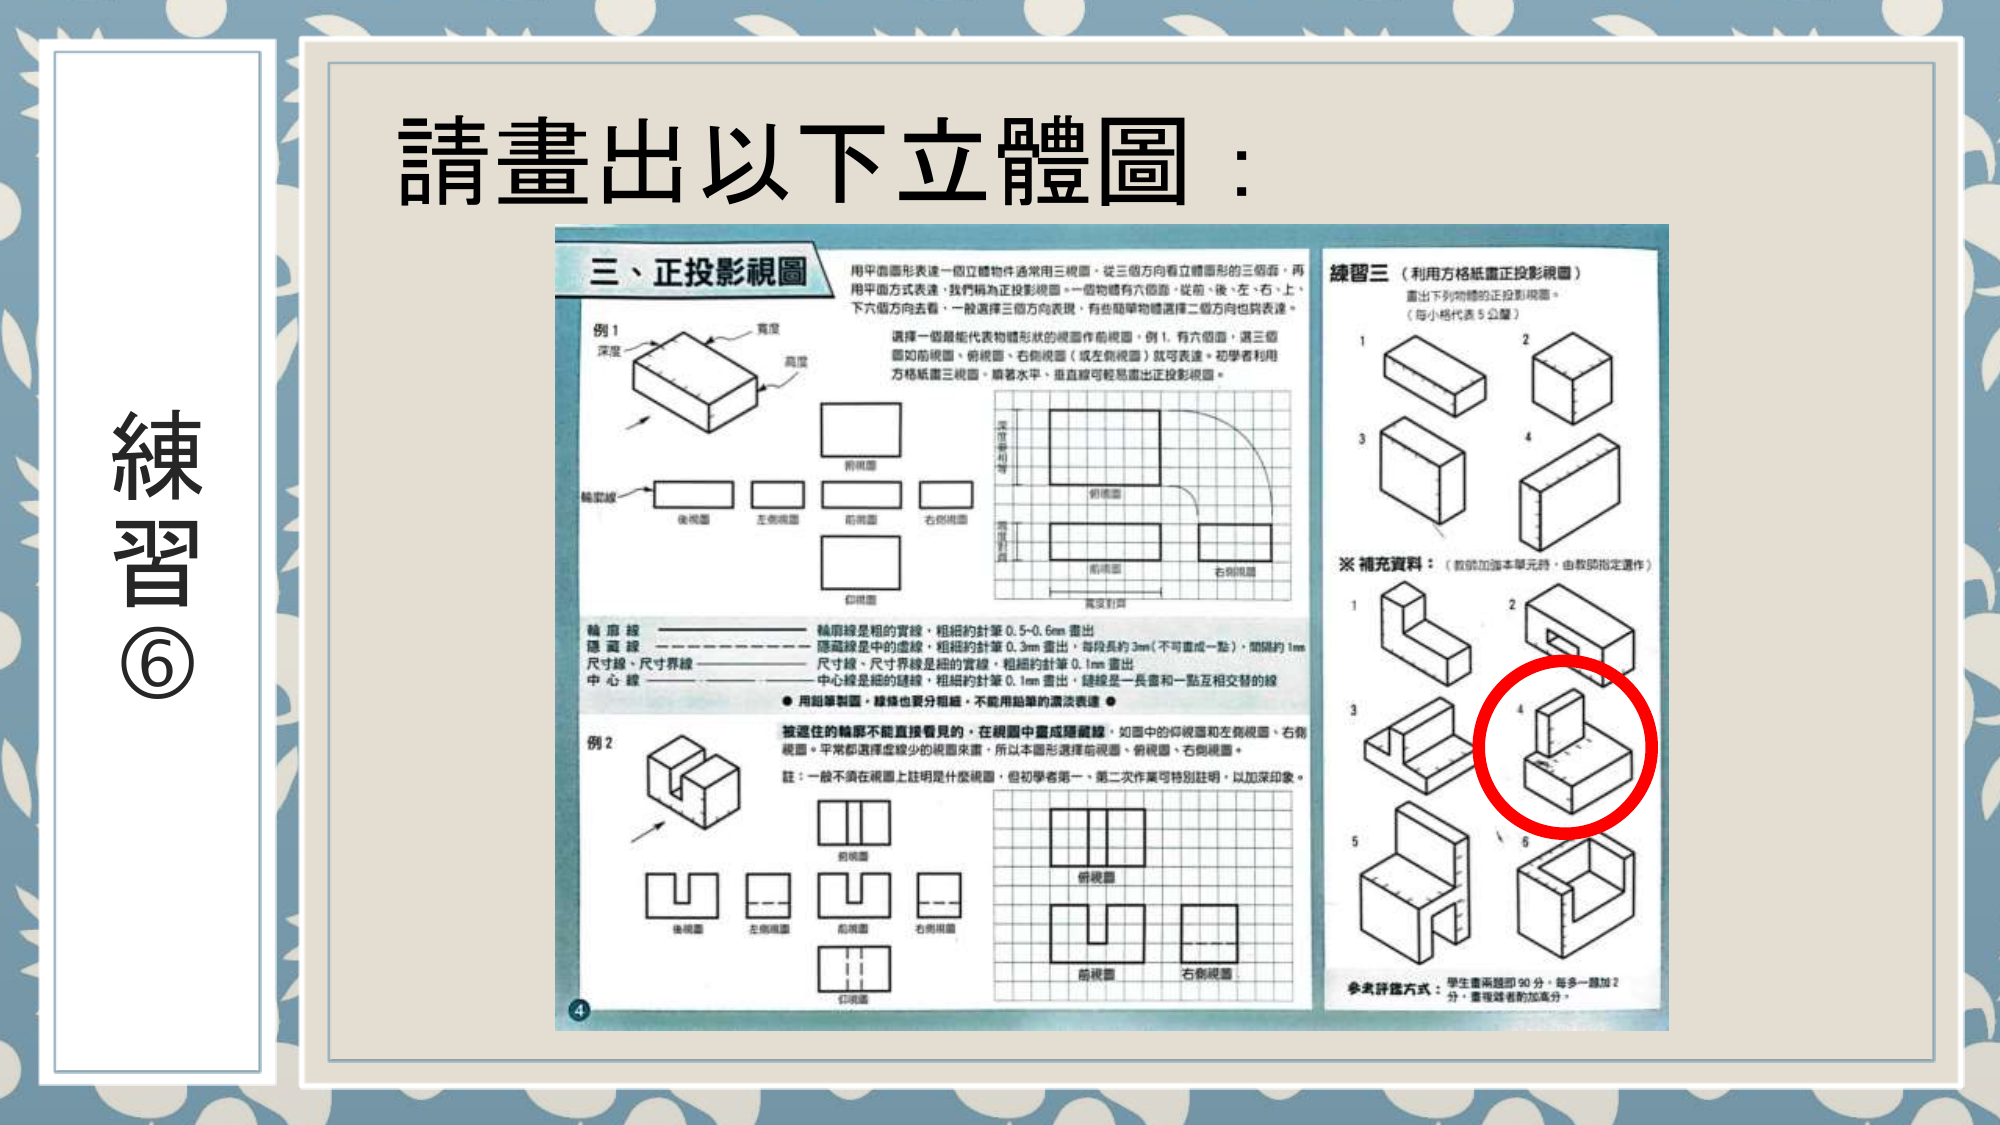 請畫出以下立體圖：
練習⑥
三、正投影視圖
用平面圖形表達一個立體物件通常用三視圖，從三個方向看立體圖形的三個面，再
用平面方式表達，我們稱為正投影視圖。一個物體有六個面，從前、後、左、右、上、
下六個方向去看，一般選擇三個方向表現，有些簡單物體選擇二個方向也夠表達。
選擇一個最能代表物體形狀的視圖作前視圖，例1. 有六個面，選三個
圖如前視圖、俯視圖、右側視圖（或左側視圖）就可表達。初學者利用
方格紙畫三視圖，順著水平、垂直線可輕易畫出正投影視圖。
例1
深度
寬度
高度
俯視圖
輪廓線
後視圖
左側視圖
前視圖
右側視圖
仰視圖
俯視圖
前視圖
右側視圖
寬度對齊
輪廓線 輪廓線是粗的實線，粗細約針筆0.5~0.6mm畫出
隱藏線 隱藏線是中的虛線，粗細約針筆0.3mm畫出，每段長約3mm(不可畫成一點)，間隔約1mm
尺寸線、尺寸界線 尺寸線、尺寸界線是細的實線，粗細約針筆0.1mm畫出
中心線 中心線是細的鏈線，粗細約針筆0.1mm畫出，鏈線是一長畫和一點互相交替的線
● 用鉛筆製圖，線條也要分粗細，不能用鉛筆的濃淡表達 ●
例2
被遮住的輪廓不能直接看見的，在視圖中畫成隱藏線，如圖中的仰視圖和左側視圖、右側
視圖。平常都選擇虛線少的視圖來畫，所以本圖形選擇前視圖、俯視圖、右側視圖。
註：一般不須在視圖上註明是什麼視圖，但初學者第一、第二次作業可特別註明，以加深印象。
俯視圖
後視圖
左側視圖
前視圖
右側視圖
仰視圖
俯視圖
前視圖
右側視圖
4
練習三（利用方格紙畫正投影視圖）
畫出下列物體的正投影視圖。
（每小格代表5公釐）
1
2
3
4
※補充資料：（教師加強本單元時，由教師指定選作）
1
2
3
4
5
6
參考評鑑方式：學生畫兩題即90分，每多一題加2
分，畫複雜者酌加高分。